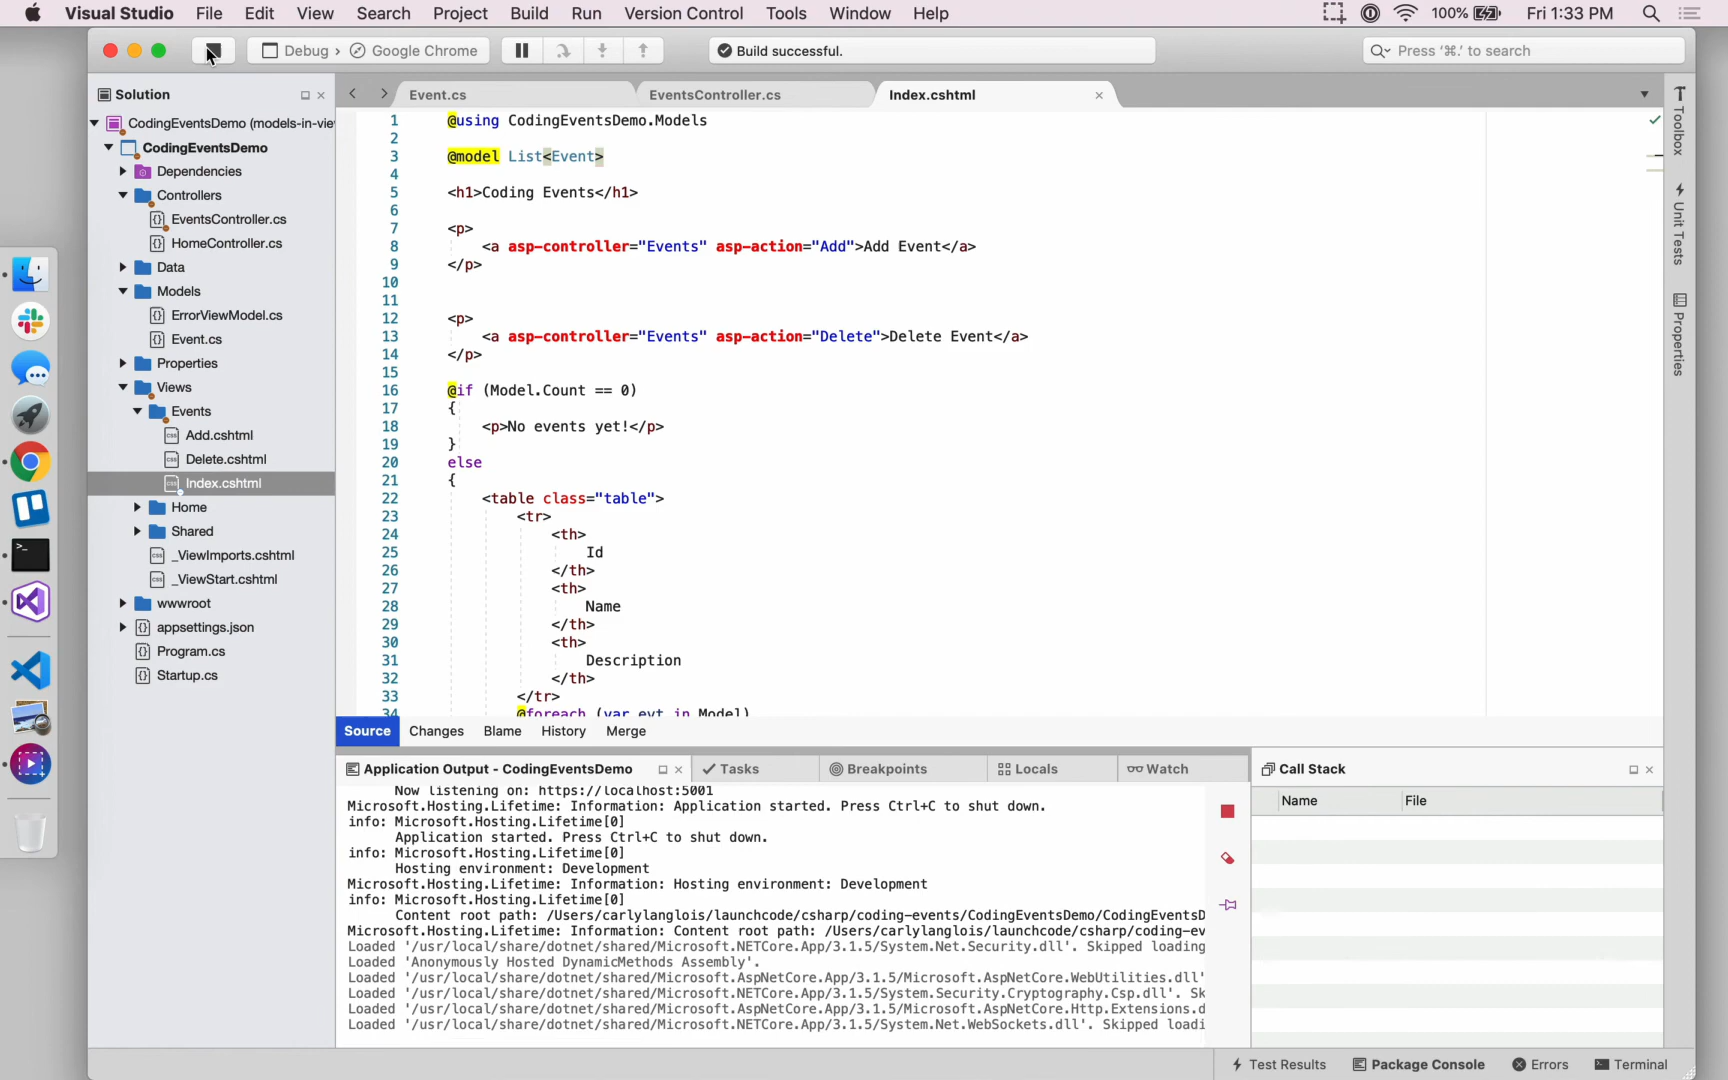 Visual Studio File Edit View Search Project Build Run Version Control Tools Window Help 100% Fri 1:33 PM
Debug › Google Chrome Build successful. Press ‘⌘.’ to search
Solution
CodingEventsDemo (models-in-vie
CodingEventsDemo
Dependencies
Controllers
EventsController.cs
HomeController.cs
Data
Models
ErrorViewModel.cs
Event.cs
Properties
Views
Events
Add.cshtml
Delete.cshtml
Index.cshtml
Home
Shared
_ViewImports.cshtml
_ViewStart.cshtml
wwwroot
appsettings.json
Program.cs
Startup.cs
Event.cs EventsController.cs Index.cshtml
1 @using CodingEventsDemo.Models
2
3 @model List<Event>
4
5 <h1>Coding Events</h1>
6
7 <p>
8 <a asp-controller="Events" asp-action="Add">Add Event</a>
9 </p>
10
11
12 <p>
13 <a asp-controller="Events" asp-action="Delete">Delete Event</a>
14 </p>
15
16 @if (Model.Count == 0)
17 {
18 <p>No events yet!</p>
19 }
20 else
21 {
22 <table class="table">
23 <tr>
24 <th>
25 Id
26 </th>
27 <th>
28 Name
29 </th>
30 <th>
31 Description
32 </th>
33 </tr>
34 @foreach (var evt in Model)
Source Changes Blame History Merge
Toolbox
Unit Tests
Properties
Application Output - CodingEventsDemo Tasks Breakpoints Locals Watch
Now listening on: https://localhost:5001
Microsoft.Hosting.Lifetime: Information: Application started. Press Ctrl+C to shut down.
info: Microsoft.Hosting.Lifetime[0]
Application started. Press Ctrl+C to shut down.
info: Microsoft.Hosting.Lifetime[0]
Hosting environment: Development
Microsoft.Hosting.Lifetime: Information: Hosting environment: Development
info: Microsoft.Hosting.Lifetime[0]
Content root path: /Users/carlylanglois/launchcode/csharp/coding-events/CodingEventsDemo/CodingEventsD
Microsoft.Hosting.Lifetime: Information: Content root path: /Users/carlylanglois/launchcode/csharp/coding-ev
Loaded '/usr/local/share/dotnet/shared/Microsoft.NETCore.App/3.1.5/System.Net.Security.dll'. Skipped loading
Loaded 'Anonymously Hosted DynamicMethods Assembly'.
Loaded '/usr/local/share/dotnet/shared/Microsoft.AspNetCore.App/3.1.5/Microsoft.AspNetCore.WebUtilities.dll'
Loaded '/usr/local/share/dotnet/shared/Microsoft.NETCore.App/3.1.5/System.Security.Cryptography.Csp.dll'. Sk
Loaded '/usr/local/share/dotnet/shared/Microsoft.AspNetCore.App/3.1.5/Microsoft.AspNetCore.Http.Extensions.d
Loaded '/usr/local/share/dotnet/shared/Microsoft.NETCore.App/3.1.5/System.Net.WebSockets.dll'. Skipped loadi
Call Stack
Name File
Test Results Package Console Errors Terminal